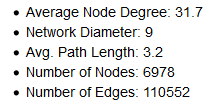 • Average Node Degree: 31.7
• Network Diameter: 9
• Avg. Path Length: 3.2
• Number of Nodes: 6978
• Number of Edges: 110552